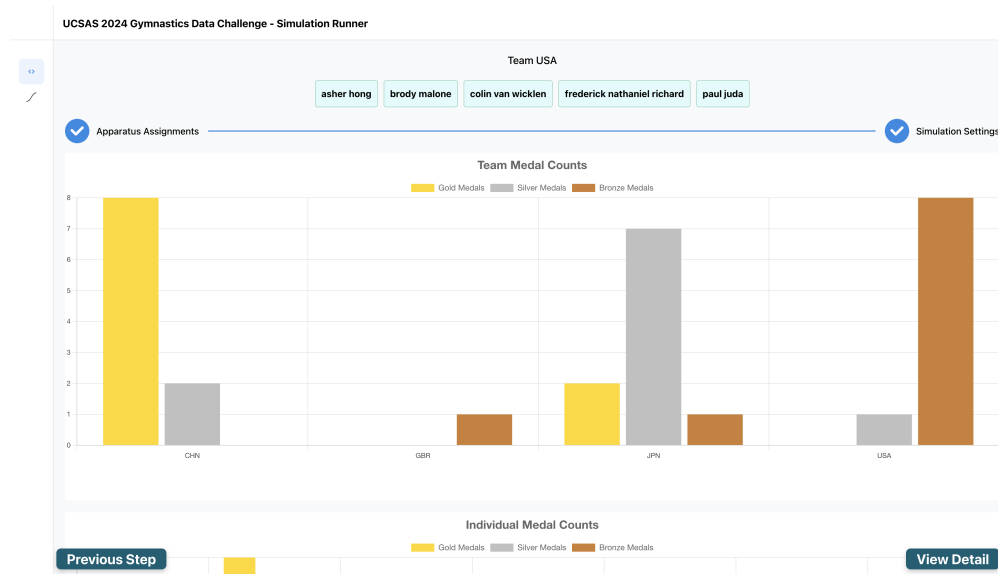 UCSAS 2024 Gymnastics Data Challenge - Simulation Runner
Team USA
asher hong
brody malone
colin van wicklen
frederick nathaniel richard
paul juda
Apparatus Assignments
Simulation Settings
Team Medal Counts
Gold Medals Silver Medals Bronze Medals
8
7
6
5
4
3
2
1
0
CHN GBR JPN USA
Individual Medal Counts
Gold Medals Silver Medals Bronze Medals
Previous Step
View Detail